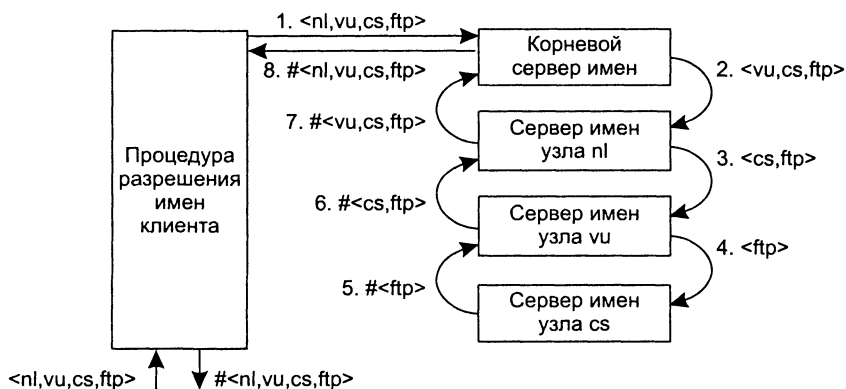 1. <nl,vu,cs,ftp>
8. #<nl,vu,cs,ftp>
Процедура
разрешения
имен
клиента
Корневой
сервер имен
2. <vu,cs,ftp>
7. #<vu,cs,ftp>
Сервер имен
узла nl
3. <cs,ftp>
6. #<cs,ftp>
Сервер имен
узла vu
4. <ftp>
5. #<ftp>
Сервер имен
узла cs
<nl,vu,cs,ftp>
#<nl,vu,cs,ftp>